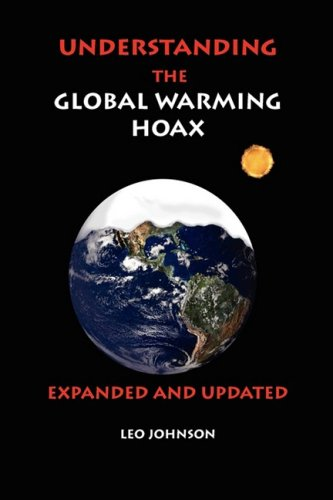 UNDERSTANDING
THE
GLOBAL WARMING
HOAX
EXPANDED AND UPDATED
LEO JOHNSON